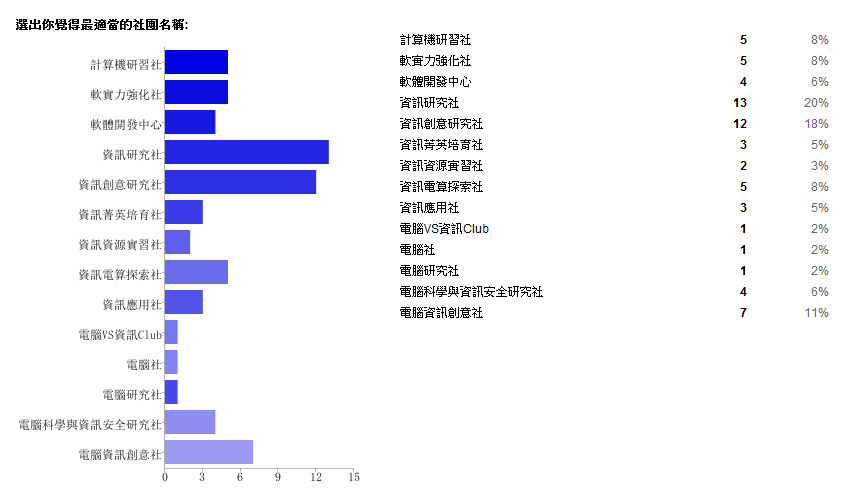 選出你覺得最適當的社團名稱:
計算機研習社
軟實力強化社
軟體開發中心
資訊研究社
資訊創意研究社
資訊菁英培育社
資訊資源實習社
資訊電算探索社
資訊應用社
電腦VS資訊Club
電腦社
電腦研究社
電腦科學與資訊安全研究社
電腦資訊創意社
0 3 6 9 12 15
計算機研習社 5 8%
軟實力強化社 5 8%
軟體開發中心 4 6%
資訊研究社 13 20%
資訊創意研究社 12 18%
資訊菁英培育社 3 5%
資訊資源實習社 2 3%
資訊電算探索社 5 8%
資訊應用社 3 5%
電腦VS資訊Club 1 2%
電腦社 1 2%
電腦研究社 1 2%
電腦科學與資訊安全研究社 4 6%
電腦資訊創意社 7 11%